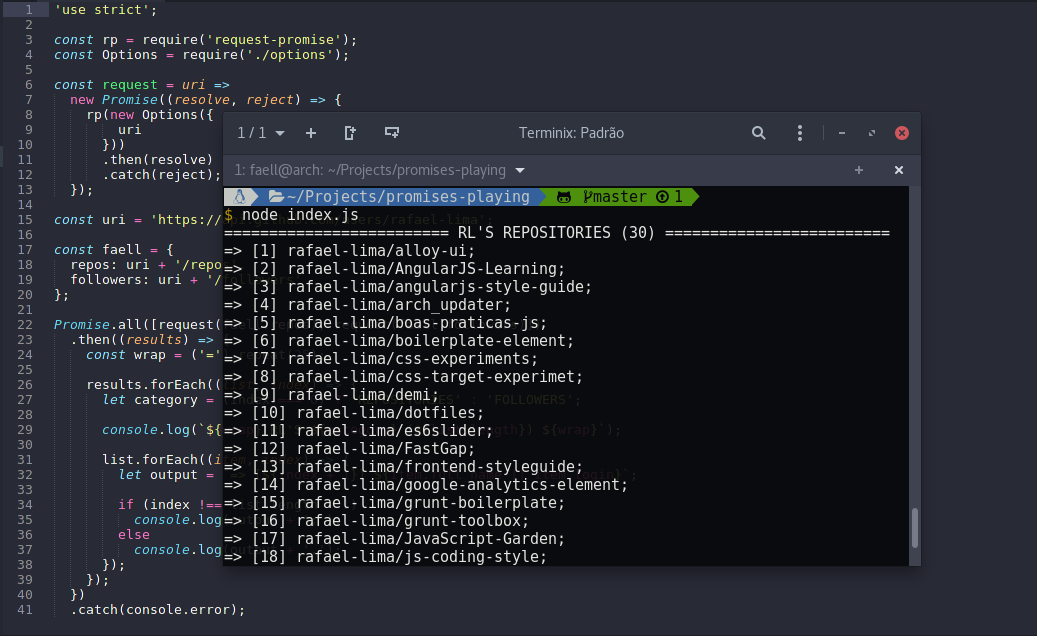 1 'use strict';
2
3 const rp = require('request-promise');
4 const Options = require('./options');
5
6 const request = uri =>
7 new Promise((resolve, reject) => {
8 rp(new Options({
9 uri
10 }))
11 .then(resolve)
12 .catch(reject);
13 });
14
15 const uri = 'https://
16
17 const faell = {
18 repos: uri + '/repo
19 followers: uri + '/
20 };
21
22 Promise.all([request(
23 .then((results) =>
24 const wrap = ('='
25
26 results.forEach((
27 let category = 'FOLLOWERS';
28
29 console.log(`${ ${wrap}`);
30
31 list.forEach((
32 let output =
33
34 if (index !==
35 console.log
36 else
37 console.log
38 });
39 });
40 })
41 .catch(console.error);
1 / 1 Terminix: Padrão
1: faell@arch: ~/Projects/promises-playing
~/Projects/promises-playing master 1
$ node index.js
========================= RL'S REPOSITORIES (30) =========================
=> [1] rafael-lima/alloy-ui;
=> [2] rafael-lima/AngularJS-Learning;
=> [3] rafael-lima/angularjs-style-guide;
=> [4] rafael-lima/arch_updater;
=> [5] rafael-lima/boas-praticas-js;
=> [6] rafael-lima/boilerplate-element;
=> [7] rafael-lima/css-experiments;
=> [8] rafael-lima/css-target-experimet;
=> [9] rafael-lima/demi;
=> [10] rafael-lima/dotfiles;
=> [11] rafael-lima/es6-slider;
=> [12] rafael-lima/FastGap;
=> [13] rafael-lima/frontend-styleguide;
=> [14] rafael-lima/google-analytics-element;
=> [15] rafael-lima/grunt-boilerplate;
=> [16] rafael-lima/grunt-toolbox;
=> [17] rafael-lima/JavaScript-Garden;
=> [18] rafael-lima/js-coding-style;